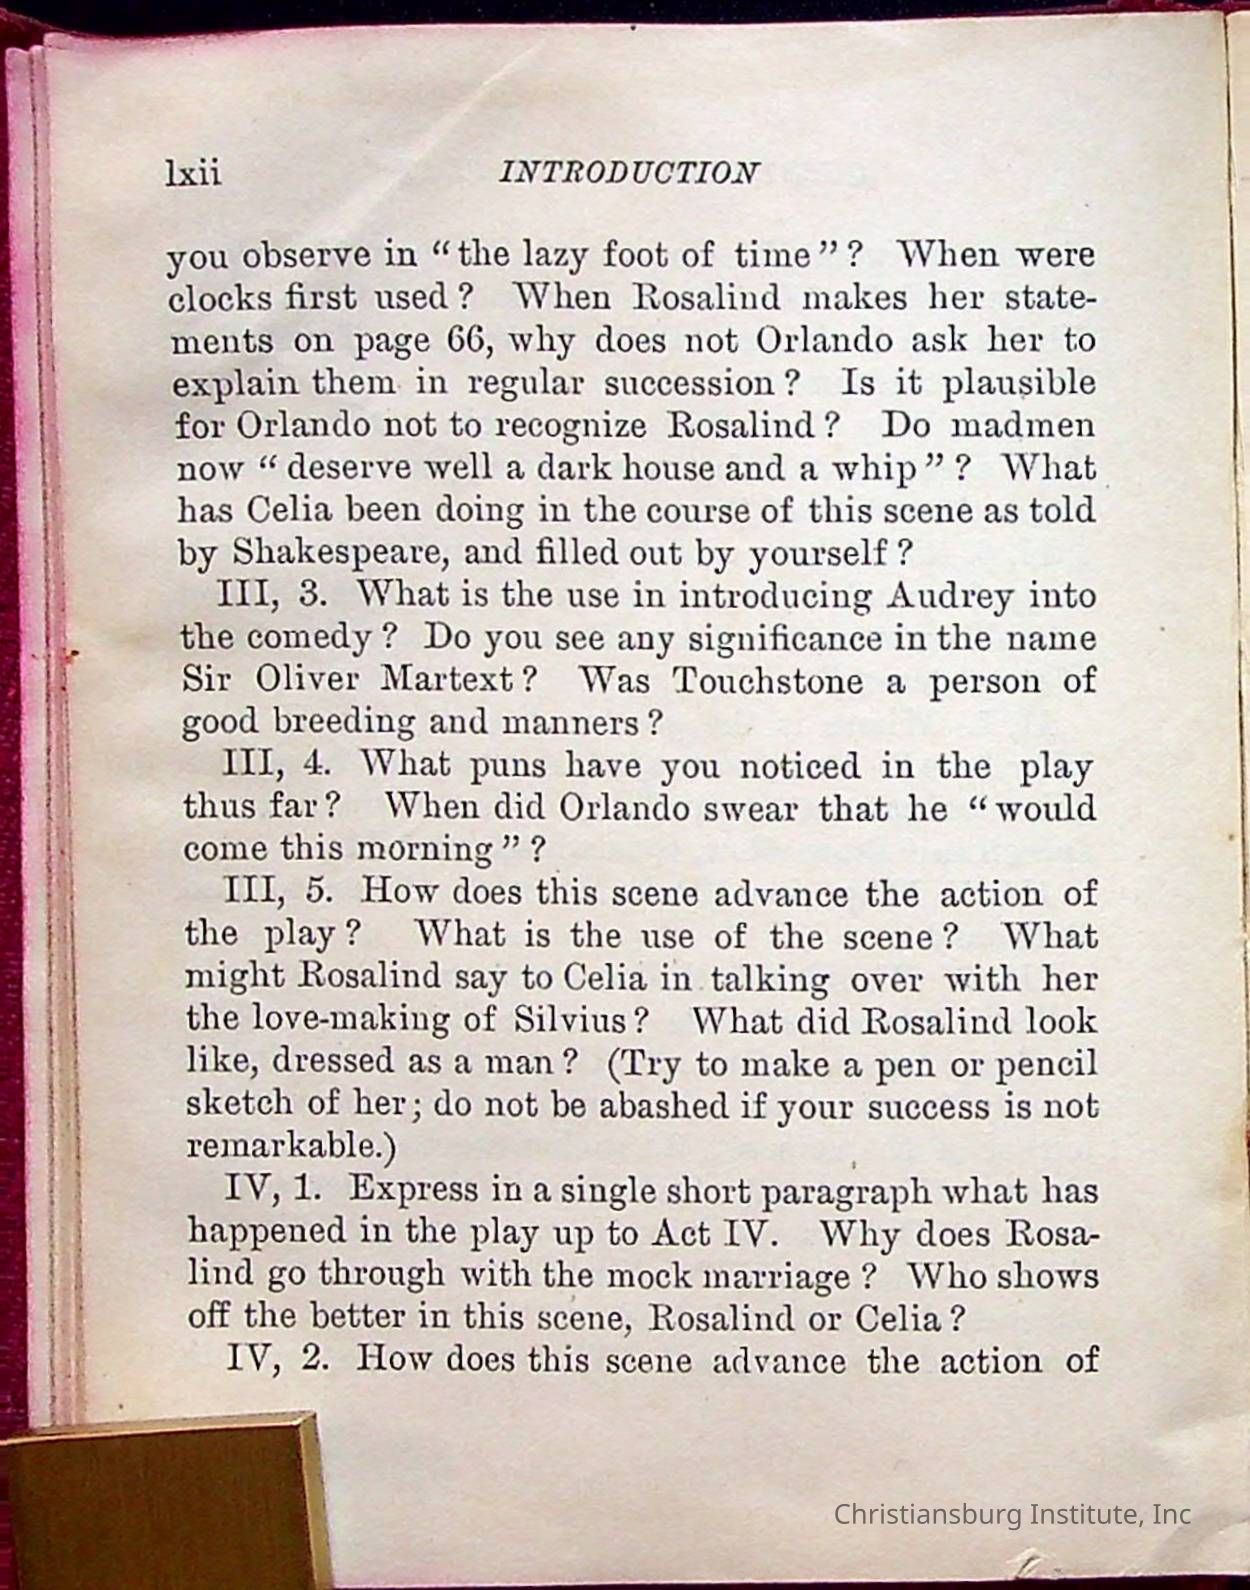 lxii INTRODUCTION
you observe in “the lazy foot of time”? When were
clocks first used? When Rosalind makes her state-
ments on page 66, why does not Orlando ask her to
explain them in regular succession? Is it plausible
for Orlando not to recognize Rosalind? Do madmen
now “deserve well a dark house and a whip”? What
has Celia been doing in the course of this scene as told
by Shakespeare, and filled out by yourself?
III, 3. What is the use in introducing Audrey into
the comedy? Do you see any significance in the name
Sir Oliver Martext? Was Touchstone a person of
good breeding and manners?
III, 4. What puns have you noticed in the play
thus far? When did Orlando swear that he “would
come this morning”?
III, 5. How does this scene advance the action of
the play? What is the use of the scene? What
might Rosalind say to Celia in talking over with her
the love-making of Silvius? What did Rosalind look
like, dressed as a man? (Try to make a pen or pencil
sketch of her; do not be abashed if your success is not
remarkable.)
IV, 1. Express in a single short paragraph what has
happened in the play up to Act IV. Why does Rosa-
lind go through with the mock marriage? Who shows
off the better in this scene, Rosalind or Celia?
IV, 2. How does this scene advance the action of
Christiansburg Institute, Inc